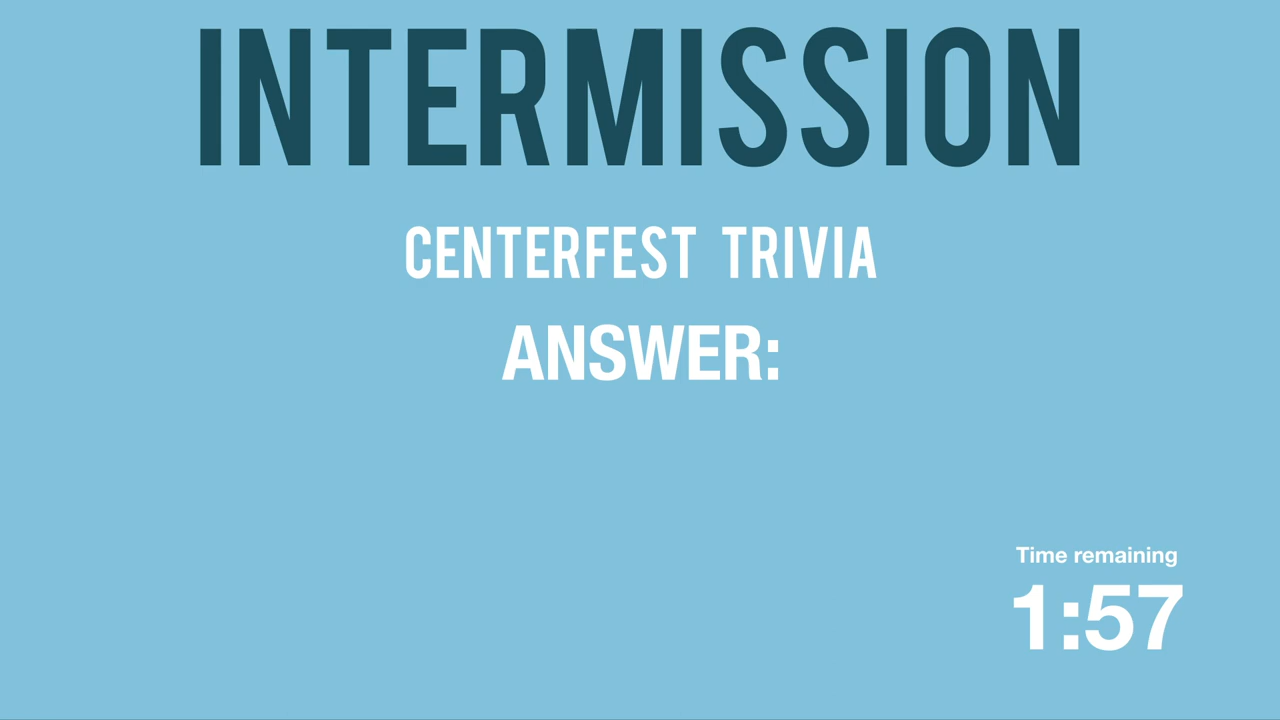 INTERMISSION
CENTERFEST TRIVIA
ANSWER:
Time remaining
1:57